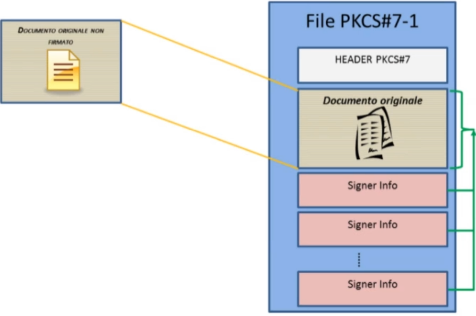 DOCUMENTO ORIGINALE NON
FIRMATO
File PKCS#7-1
HEADER PKCS#7
Documento originale
Signer Info
Signer Info
Signer Info